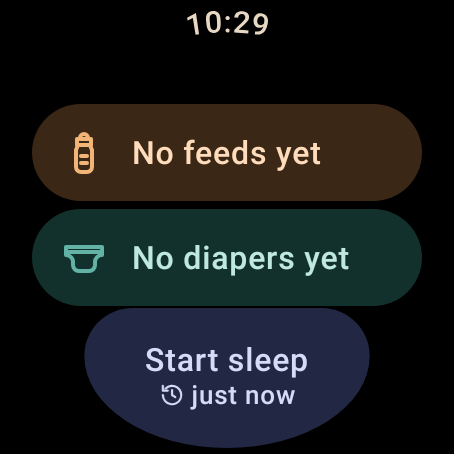 10:29
No feeds yet
No diapers yet
Start sleep
just now